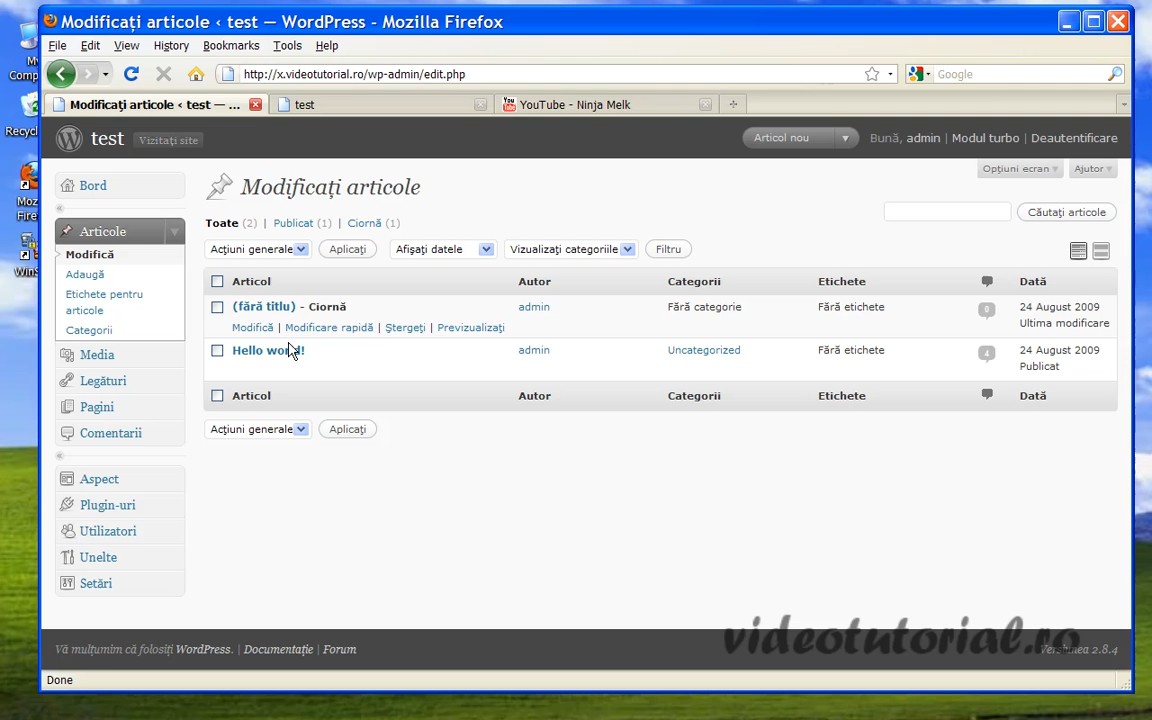 Modificați articole ‹ test — WordPress - Mozilla Firefox
File Edit View History Bookmarks Tools Help
http://x.videotutorial.ro/wp-admin/edit.php
Google
Modificați articole ‹ test — ...
test
YouTube - Ninja Melk
test
Vizitați site
Articol nou
Bună, admin | Modul turbo | Deautentificare
Opțiuni ecran
Ajutor
Modificați articole
Toate (2) | Publicat (1) | Ciornă (1)
Căutați articole
Acțiuni generale
Aplicați
Afișați datele
Vizualizați categoriile
Filtru
Articol Autor Categorii Etichete Dată
(fără titlu) - Ciornă admin Fără categorie Fără etichete 0 24 August 2009
Ultima modificare
Modifică | Modificare rapidă | Ștergeți | Previzualizați
Hello world! admin Uncategorized Fără etichete 4 24 August 2009
Publicat
Articol Autor Categorii Etichete Dată
Acțiuni generale
Aplicați
Bord
Articole
Modifică
Adaugă
Etichete pentru
articole
Categorii
Media
Legături
Pagini
Comentarii
Aspect
Plugin-uri
Utilizatori
Unelte
Setări
Vă mulțumim că folosiți WordPress. | Documentație | Forum
Versiunea 2.8.4
videotutorial.ro
Done
My
Comp
Recyc
Moz
Firef
WinS